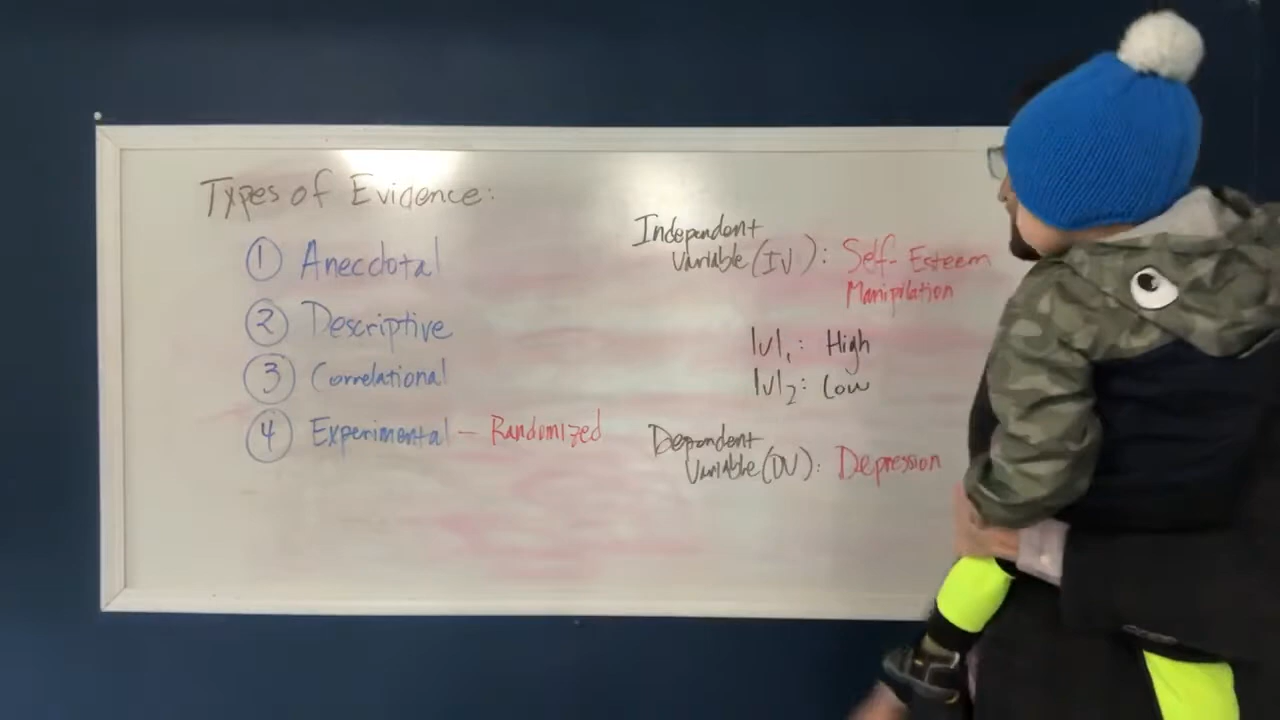 Types of Evidence:
1 Anecdotal
2 Descriptive
3 Correlational
4 Experimental – Randomized
Independent
Variable (IV): Self-Esteem
Manipilation
lvl1: High
lvl2: Low
Dependent
Variable (DV): Depression